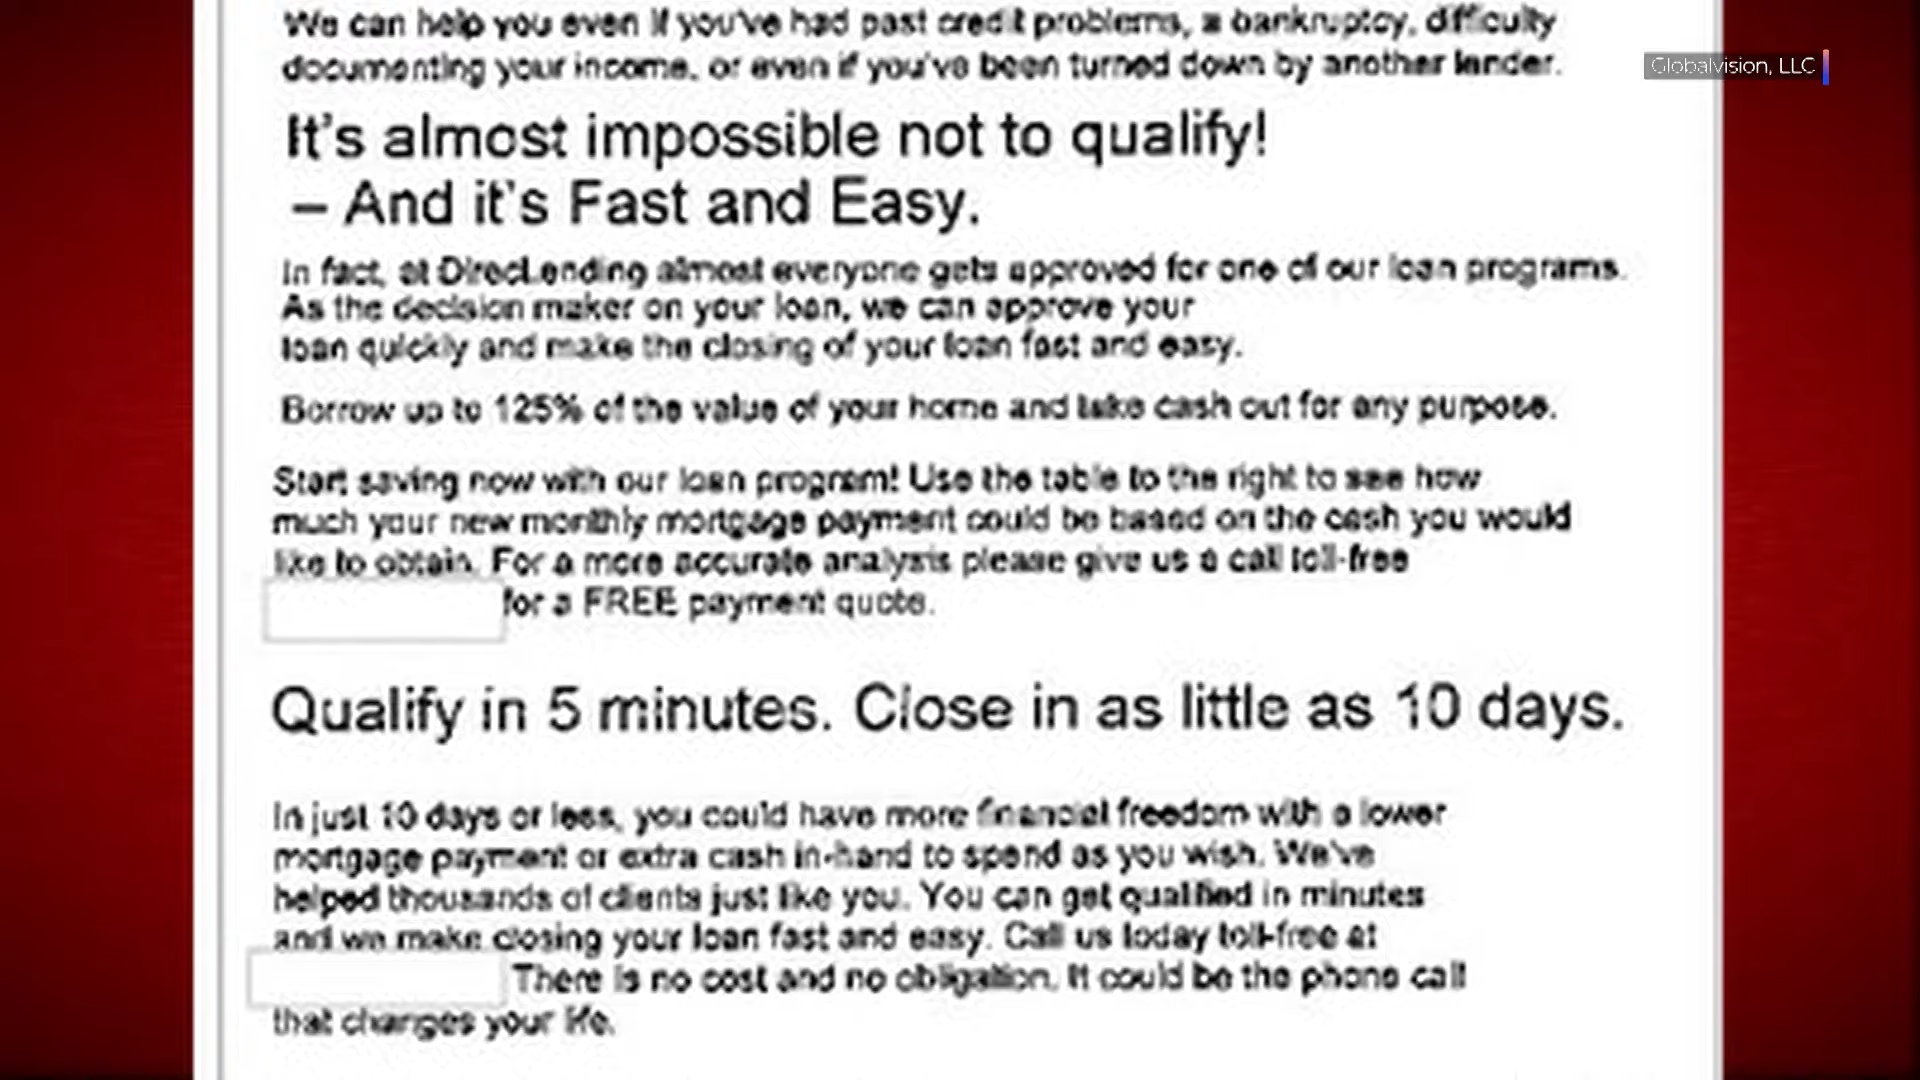 We can help you even if you've had past credit problems, a bankruptcy, difficulty
documenting your income, or even if you've been turned down by another lender.
Globalvision, LLC
It's almost impossible not to qualify!
– And it's Fast and Easy.
In fact, at DirecLending almost everyone gets approved for one of our loan programs.
As the decision maker on your loan, we can approve your
loan quickly and make the closing of your loan fast and easy.
Borrow up to 125% of the value of your home and take cash out for any purpose.
Start saving now with our loan program! Use the table to the right to see how
much your new monthly mortgage payment could be based on the cash you would
like to obtain. For a more accurate analysis please give us a call toll-free
for a FREE payment quote.
Qualify in 5 minutes. Close in as little as 10 days.
In just 10 days or less, you could have more financial freedom with a lower
mortgage payment or extra cash in-hand to spend as you wish. We've
helped thousands of clients just like you. You can get qualified in minutes
and we make closing your loan fast and easy. Call us today toll-free at
There is no cost and no obligation. It could be the phone call
that changes your life.